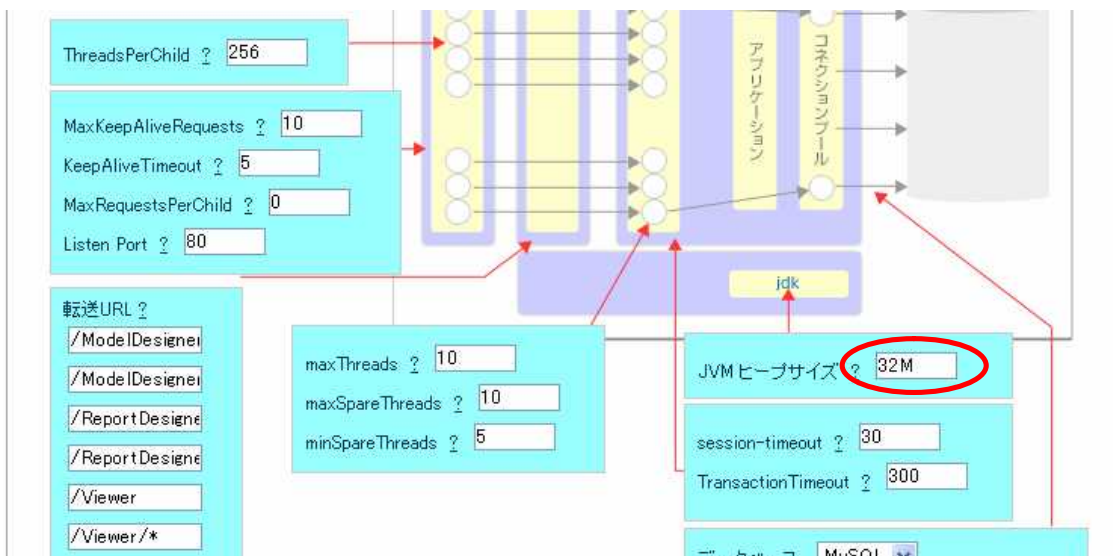 ThreadsPerChild ? 256
MaxKeepAliveRequests ? 10
KeepAliveTimeout ? 5
MaxRequestsPerChild ? 0
Listen Port ? 80
転送URL ?
/ModelDesigner
/ModelDesigner
/ReportDesigne
/ReportDesigne
/Viewer
/Viewer/*
アプリケーション
コネクションプール
jdk
maxThreads ? 10
maxSpareThreads ? 10
minSpareThreads ? 5
JVM ヒープサイズ ? 32M
session-timeout ? 30
TransactionTimeout ? 300
MySQL